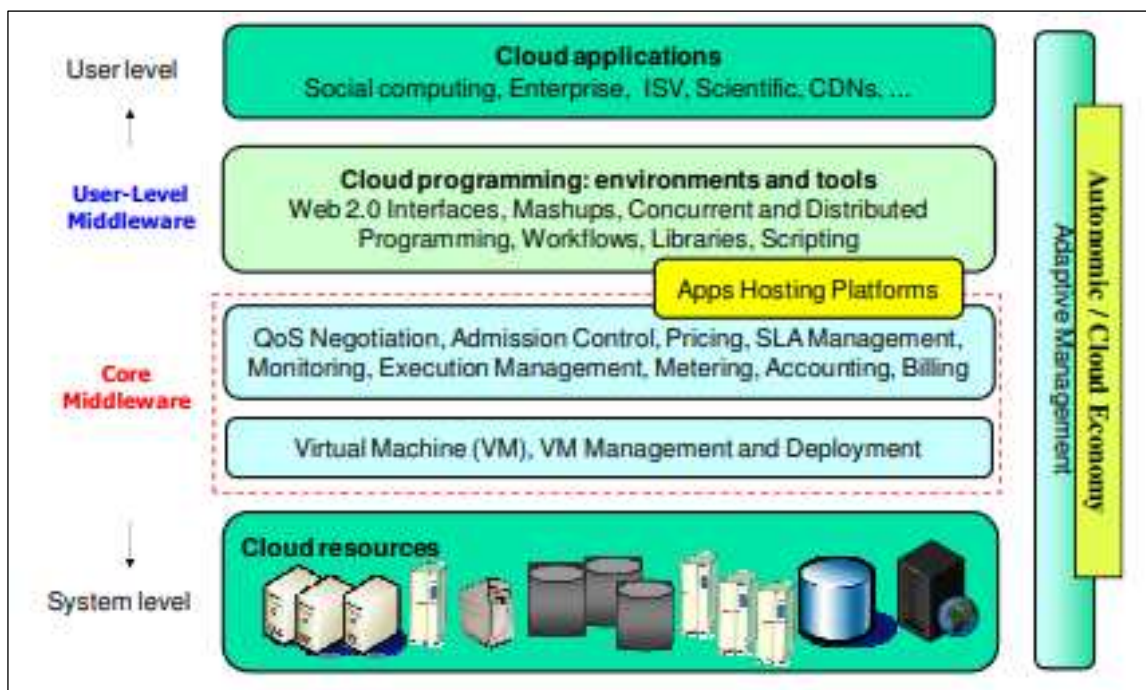 User level
Cloud applications
Social computing, Enterprise, ISV, Scientific, CDNs, ...
User-Level
Middleware
Cloud programming: environments and tools
Web 2.0 Interfaces, Mashups, Concurrent and Distributed
Programming, Workflows, Libraries, Scripting
Apps Hosting Platforms
Core
Middleware
QoS Negotiation, Admission Control, Pricing, SLA Management,
Monitoring, Execution Management, Metering, Accounting, Billing
Virtual Machine (VM), VM Management and Deployment
System level
Cloud resources
Adaptive Management
Autonomic / Cloud Economy